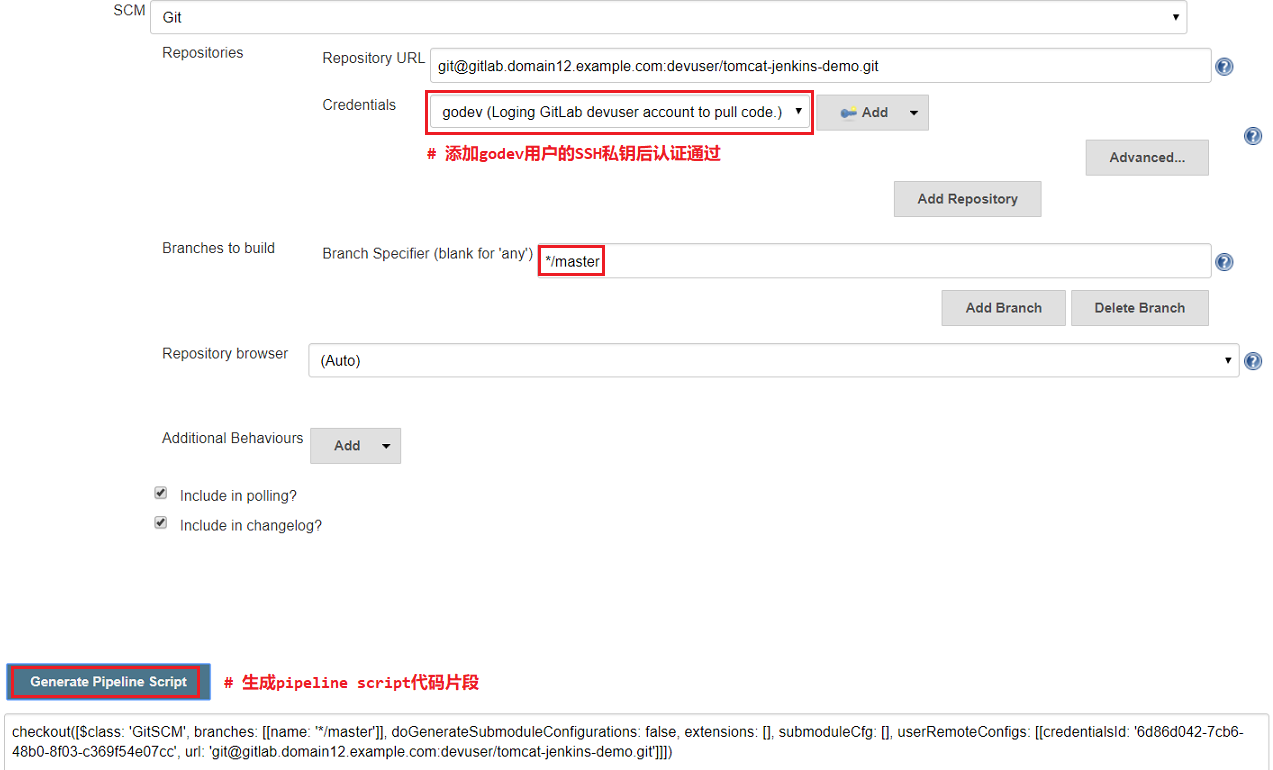 SCM Git
Repositories Repository URL git@gitlab.domain12.example.com:devuser/tomcat-jenkins-demo.git
Credentials godev (Loging GitLab devuser account to pull code.) Add
# 添加godev用户的SSH私钥后认证通过
Advanced...
Add Repository
Branches to build Branch Specifier (blank for 'any') */master
Add Branch Delete Branch
Repository browser (Auto)
Additional Behaviours Add
Include in polling?
Include in changelog?
Generate Pipeline Script # 生成pipeline script代码片段
checkout([$class: 'GitSCM', branches: [[name: '*/master']], doGenerateSubmoduleConfigurations: false, extensions: [], submoduleCfg: [], userRemoteConfigs: [[credentialsId: '6d86d042-7cb6-
48b0-8f03-c369f54e07cc', url: 'git@gitlab.domain12.example.com:devuser/tomcat-jenkins-demo.git']]])